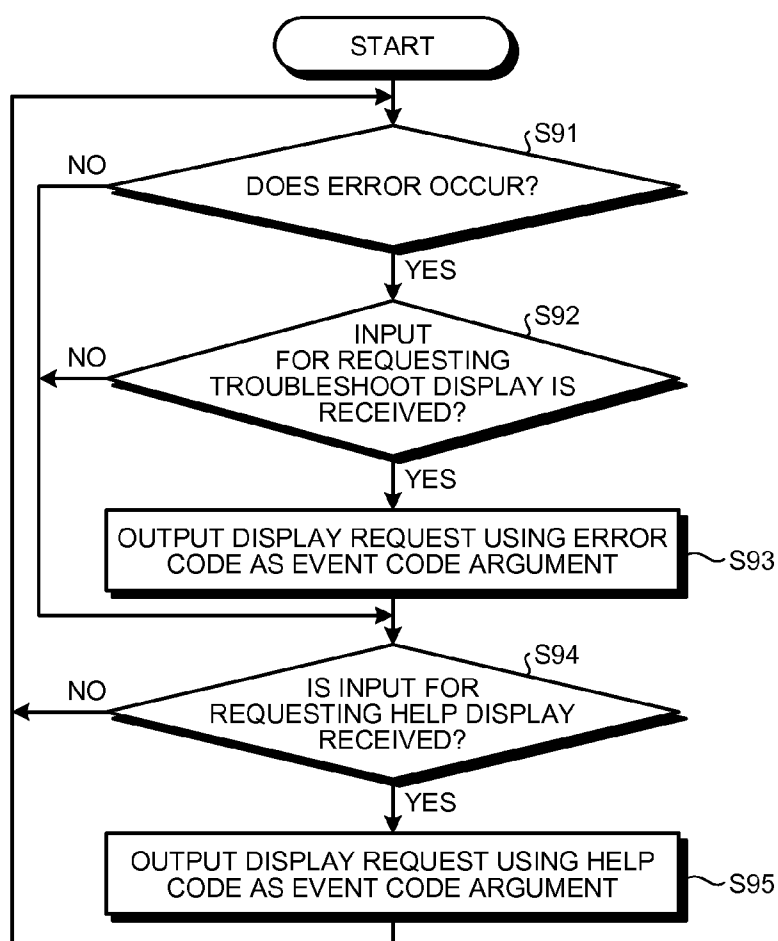 START
S91
NO
DOES ERROR OCCUR?
YES
S92
NO
INPUT
FOR REQUESTING
TROUBLESHOOT DISPLAY IS
RECEIVED?
YES
OUTPUT DISPLAY REQUEST USING ERROR
CODE AS EVENT CODE ARGUMENT
S93
S94
NO
IS INPUT FOR
REQUESTING HELP DISPLAY
RECEIVED?
YES
OUTPUT DISPLAY REQUEST USING HELP
CODE AS EVENT CODE ARGUMENT
S95